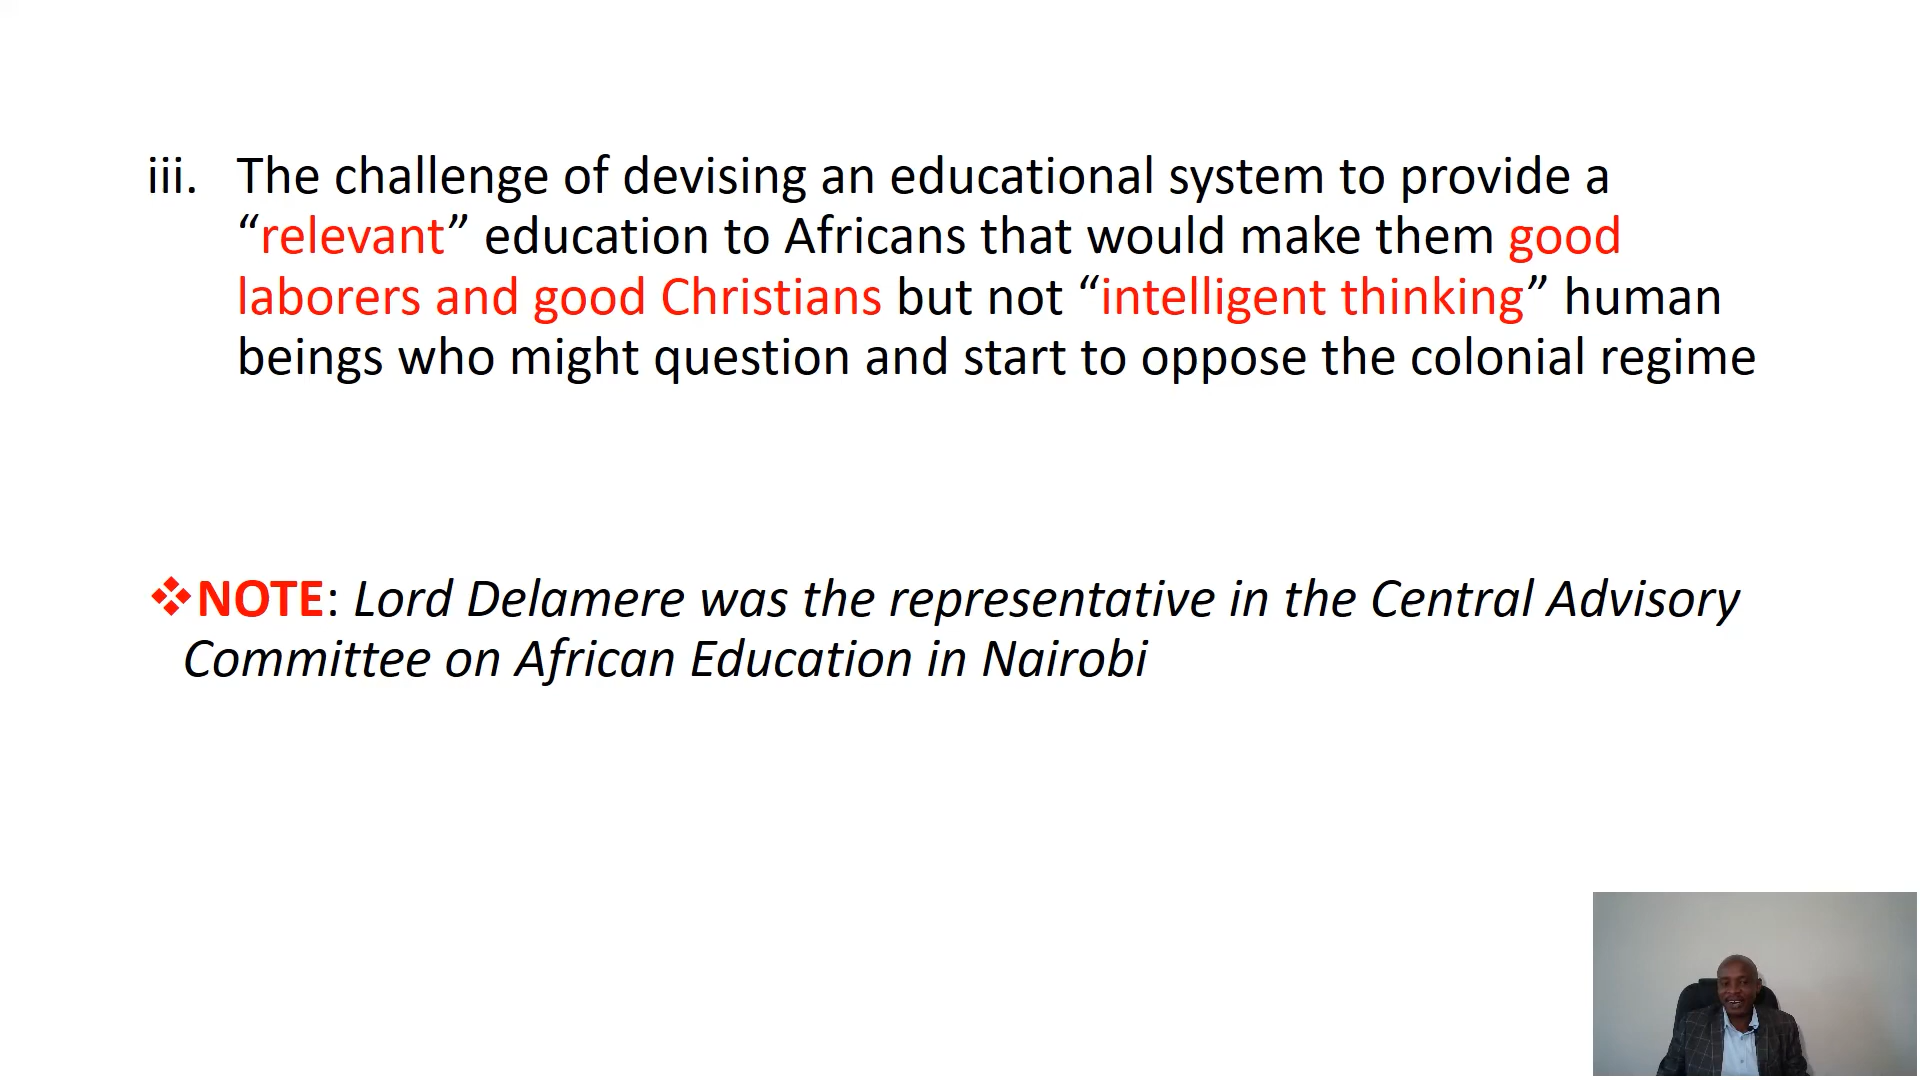 iii. The challenge of devising an educational system to provide a
“relevant” education to Africans that would make them good
laborers and good Christians but not “intelligent thinking” human
beings who might question and start to oppose the colonial regime
❖NOTE: Lord Delamere was the representative in the Central Advisory
Committee on African Education in Nairobi